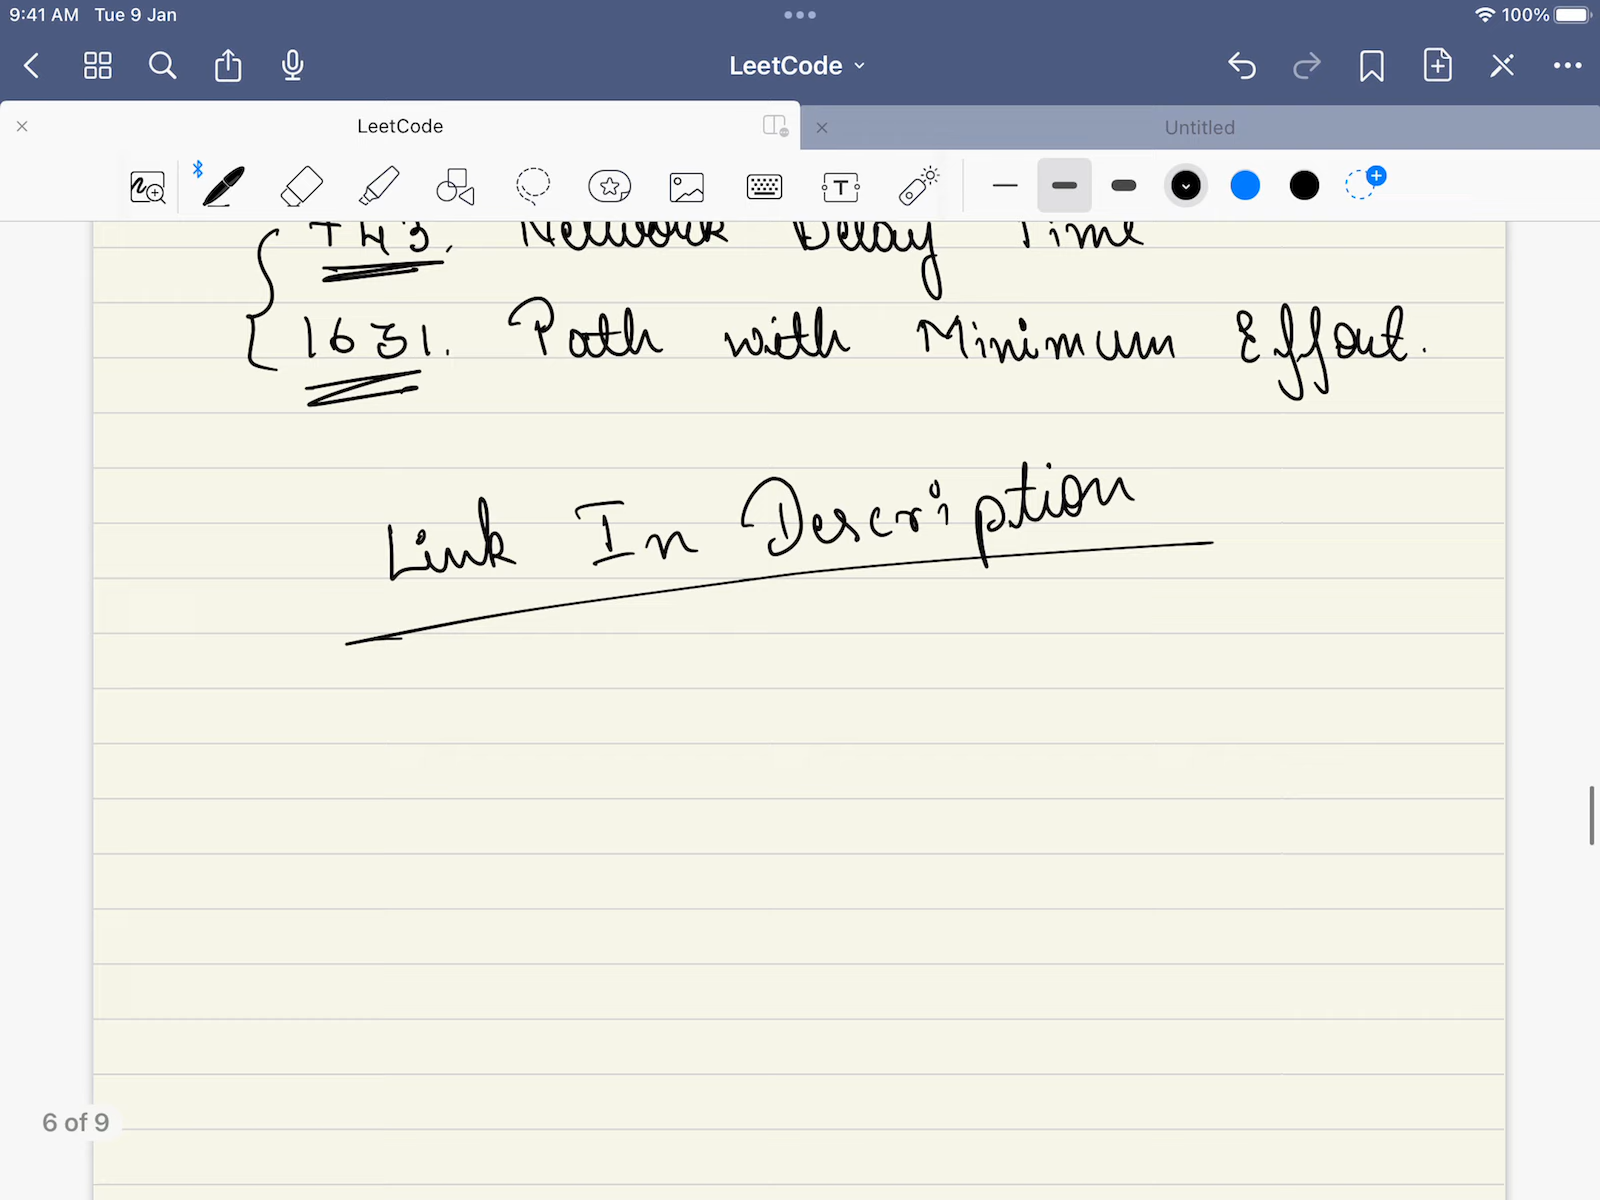 9:41 AM Tue 9 Jan
100%
LeetCode
LeetCode
Untitled
T
743. Network Delay Time
1631. Path with Minimum Effort.
Link In Description
6 of 9